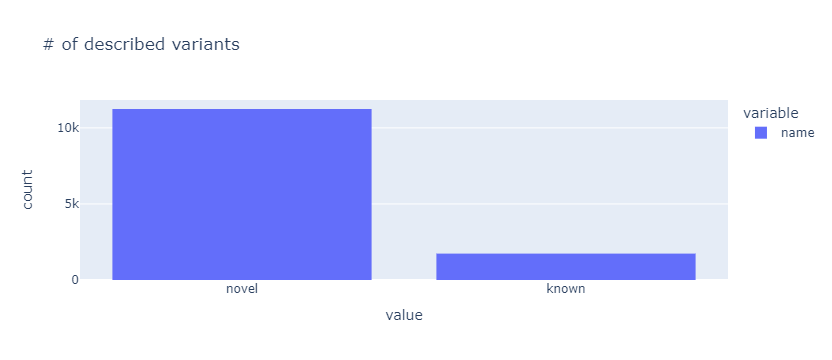 # of described variants
10k
5k
0
count
novel
known
value
variable
name